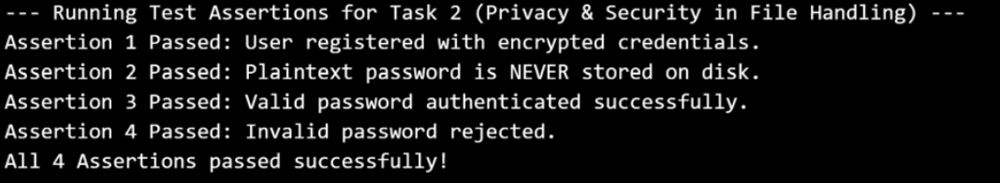 --- Running Test Assertions for Task 2 (Privacy & Security in File Handling) ---
Assertion 1 Passed: User registered with encrypted credentials.
Assertion 2 Passed: Plaintext password is NEVER stored on disk.
Assertion 3 Passed: Valid password authenticated successfully.
Assertion 4 Passed: Invalid password rejected.
All 4 Assertions passed successfully!